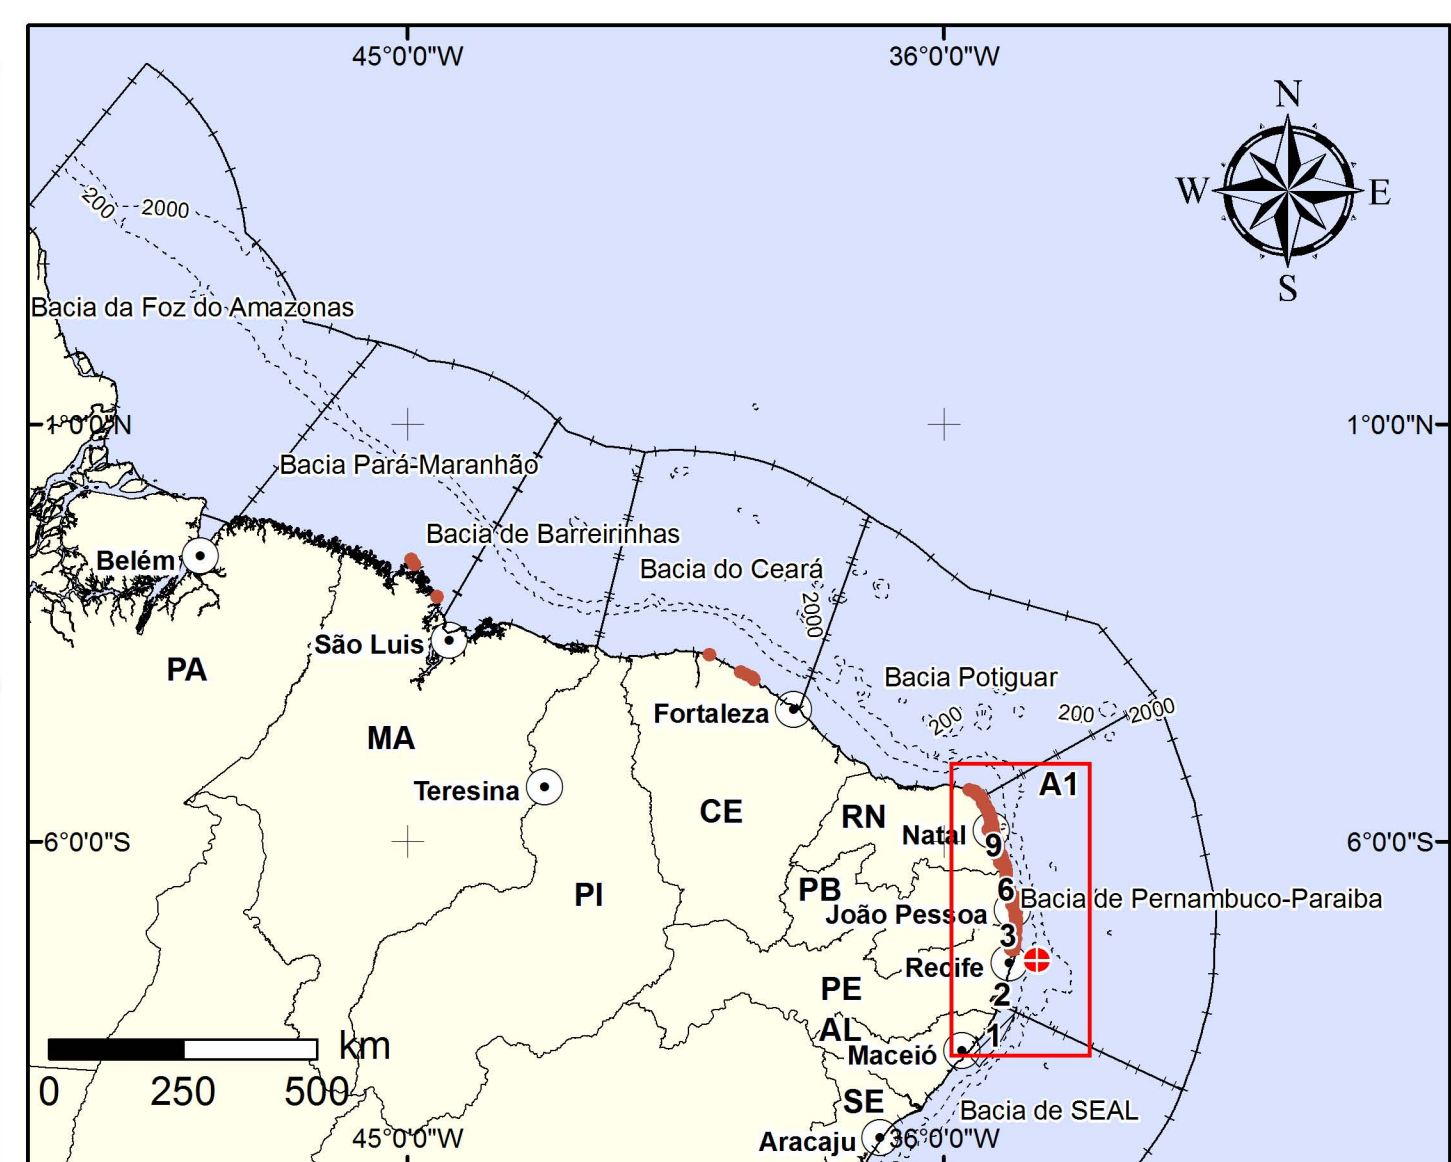 45°0'0"W
36°0'0"W
N
W
E
S
200
2000
Bacia da Foz do Amazonas
1°0'0"N
1°0'0"N
Bacia Pará-Maranhão
Bacia de Barreirinhas
Belém
Bacia do Ceará
2000
São Luis
PA
Bacia Potiguar
Fortaleza
200
200
2000
MA
Teresina
A1
CE
RN
Natal
9
6°0'0"S
6°0'0"S
PI
PB
6
Bacia de Pernambuco-Paraiba
João Pessoa
3
Recife
PE
2
AL
1
Maceió
km
0
250
500
SE
Bacia de SEAL
45°0'0"W
Aracaju
36°0'0"W